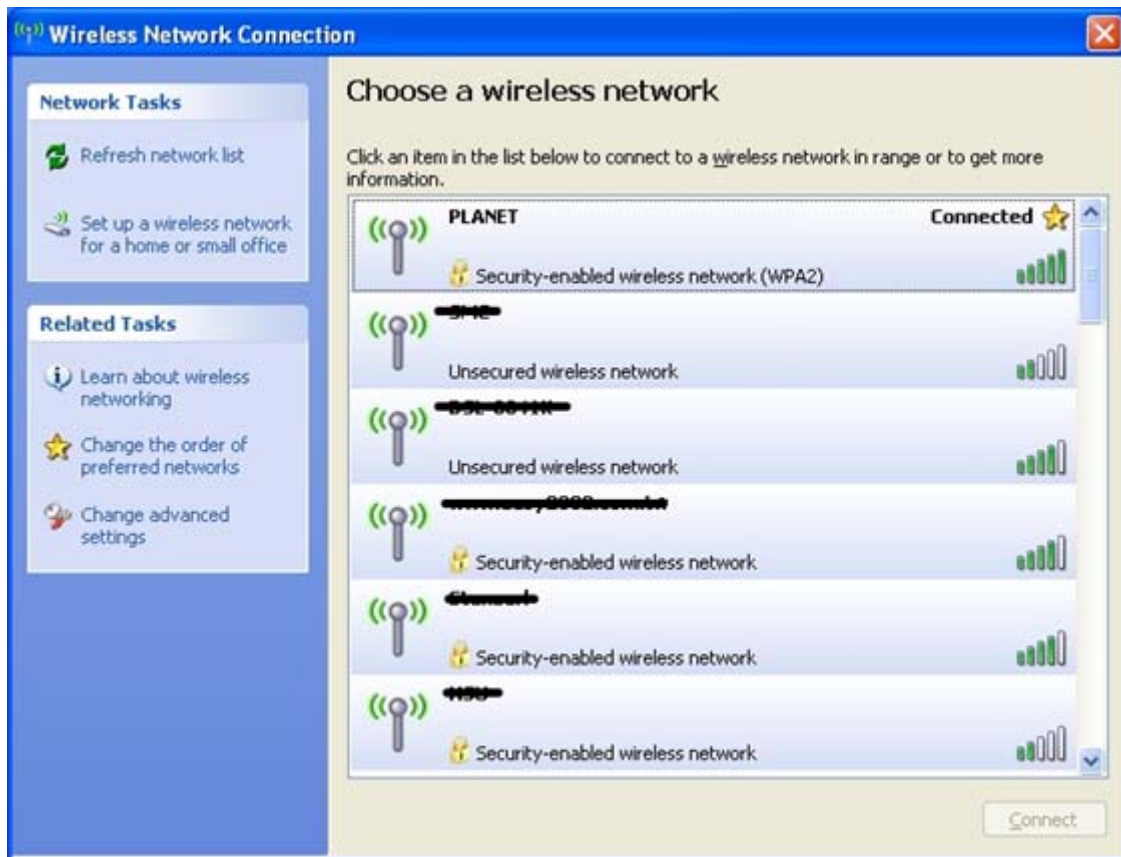 Wireless Network Connection
Network Tasks
Refresh network list
Set up a wireless network
for a home or small office
Related Tasks
Learn about wireless
networking
Change the order of
preferred networks
Change advanced
settings
Choose a wireless network
Click an item in the list below to connect to a wireless network in range or to get more
information.
PLANET Connected
Security-enabled wireless network (WPA2)
Unsecured wireless network
Unsecured wireless network
Security-enabled wireless network
Security-enabled wireless network
Security-enabled wireless network
Connect